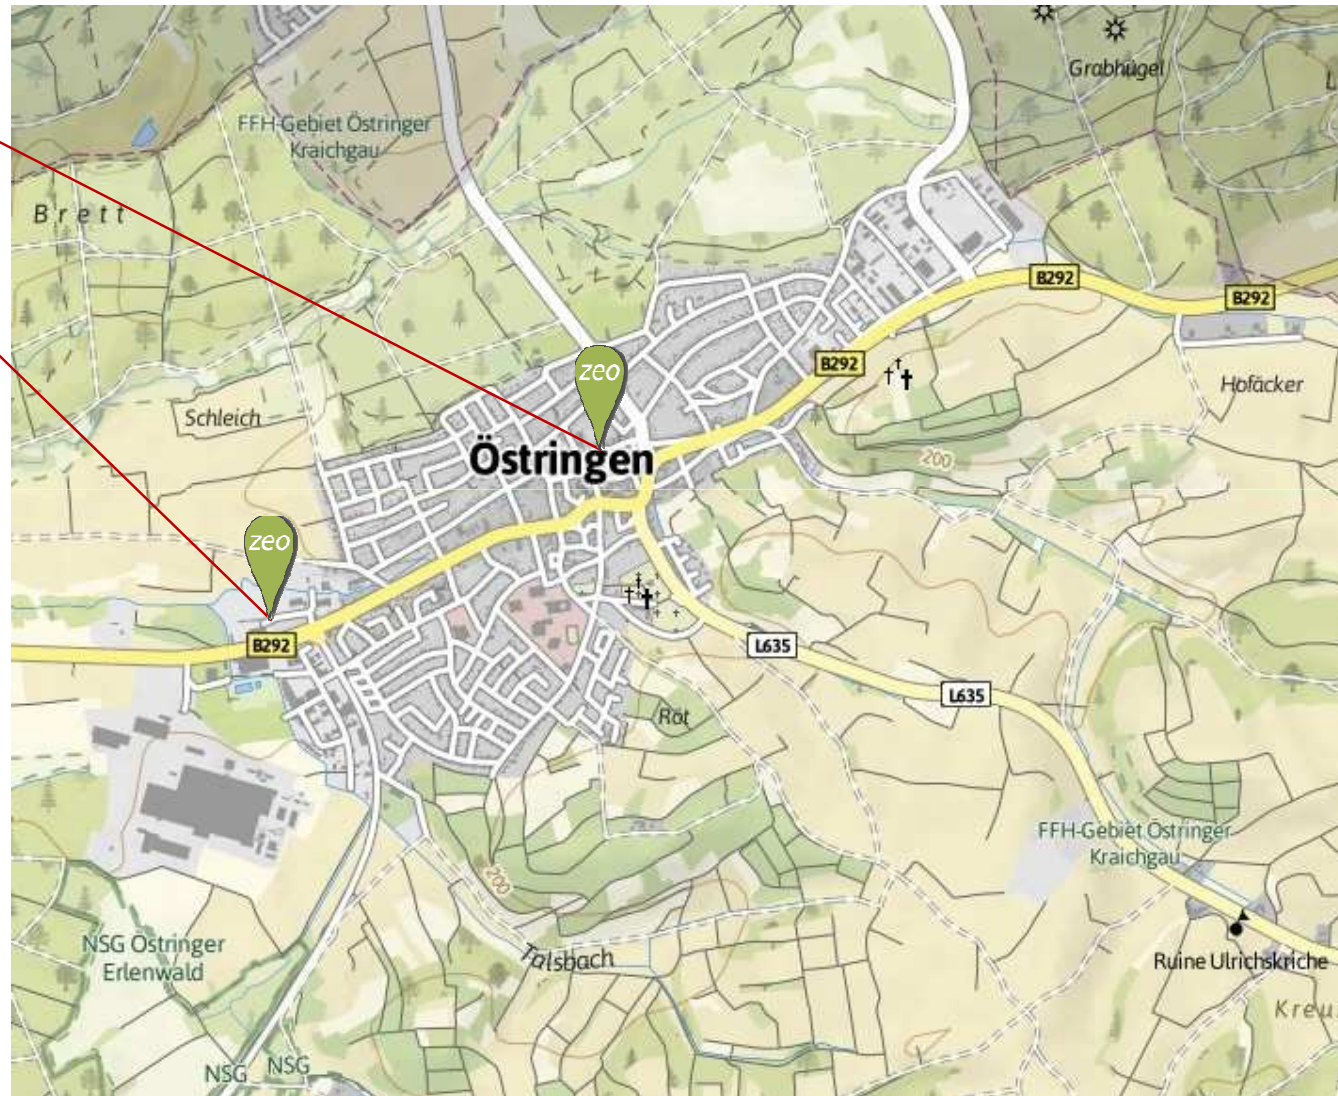 Grabhügel
FFH-Gebiet Östringer
Kraichgau
Brett
B292
B292
B292
zeo
Hofäcker
Schleich
Östringen
200
zeo
B292
L635
L635
Röt
FFH-Gebiet Östringer
Kraichgau
200
NSG Östringer
Erlenwald
Talsbach
Ruine Ulrichskriche
Kreu
NSG
NSG